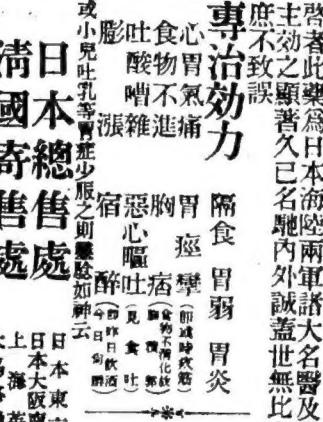 啓者此藥爲日本海陸兩軍諸大名醫及
主効之顯著久已名馳內外誠蓋世無比
庶不致誤
專治効力
心胃氣痛
食物不進
吐酸嘈雜
膨漲
隔食 胃弱 胃炎
胃痙攣
胸痞
惡心嘔吐
宿醉
或小兒吐乳等胃症少服之則靈驗如神云
日本總售處
清國寄售處
日本東
日本大阪
上海英